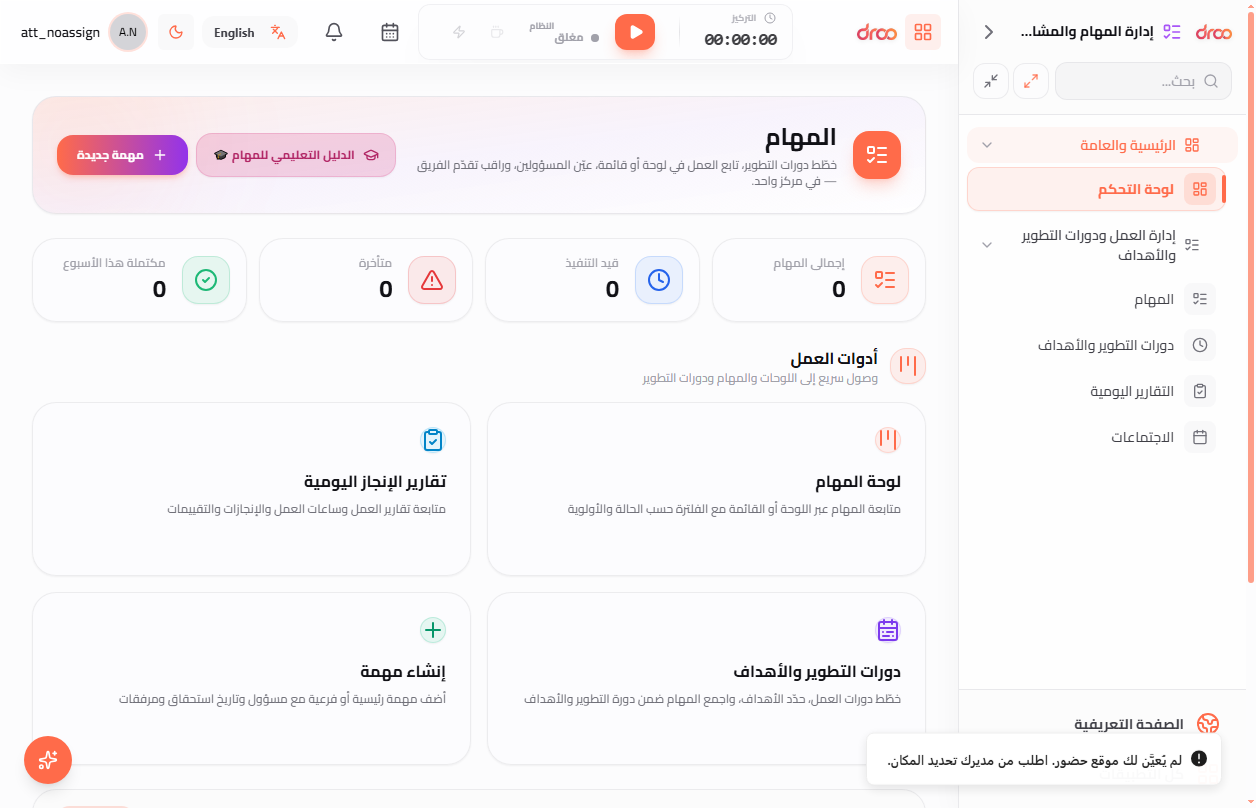 droo
إدارة المهام والمشا...
بحث...
الرئيسية والعامة
لوحة التحكم
إدارة العمل ودورات التطوير
والأهداف
المهام
دورات التطوير والأهداف
التقارير اليومية
الاجتماعات
الصفحة التعريفية
لم يُعيَّن لك موقع حضور. اطلب من مديرك تحديد المكان.
droo
التركيز
00:00:00
النظام
مغلق
English
A.N
att_noassign
المهام
خطّط دورات التطوير، تابع العمل في لوحة أو قائمة، عيّن المسؤولين، وراقب تقدّم الفريق
— في مركز واحد.
الدليل التعليمي للمهام 🎓
مهمة جديدة
إجمالي المهام
0
قيد التنفيذ
0
متأخرة
0
مكتملة هذا الأسبوع
0
أدوات العمل
وصول سريع إلى اللوحات والمهام ودورات التطوير
لوحة المهام
متابعة المهام عبر اللوحة أو القائمة مع الفلترة حسب الحالة والأولوية
تقارير الإنجاز اليومية
متابعة تقارير العمل وساعات العمل والإنجازات والتقييمات
دورات التطوير والأهداف
خطّط دورات العمل، حدّد الأهداف، واجمع المهام ضمن دورة التطوير والأهداف
إنشاء مهمة
أضف مهمة رئيسية أو فرعية مع مسؤول وتاريخ استحقاق ومرفقات